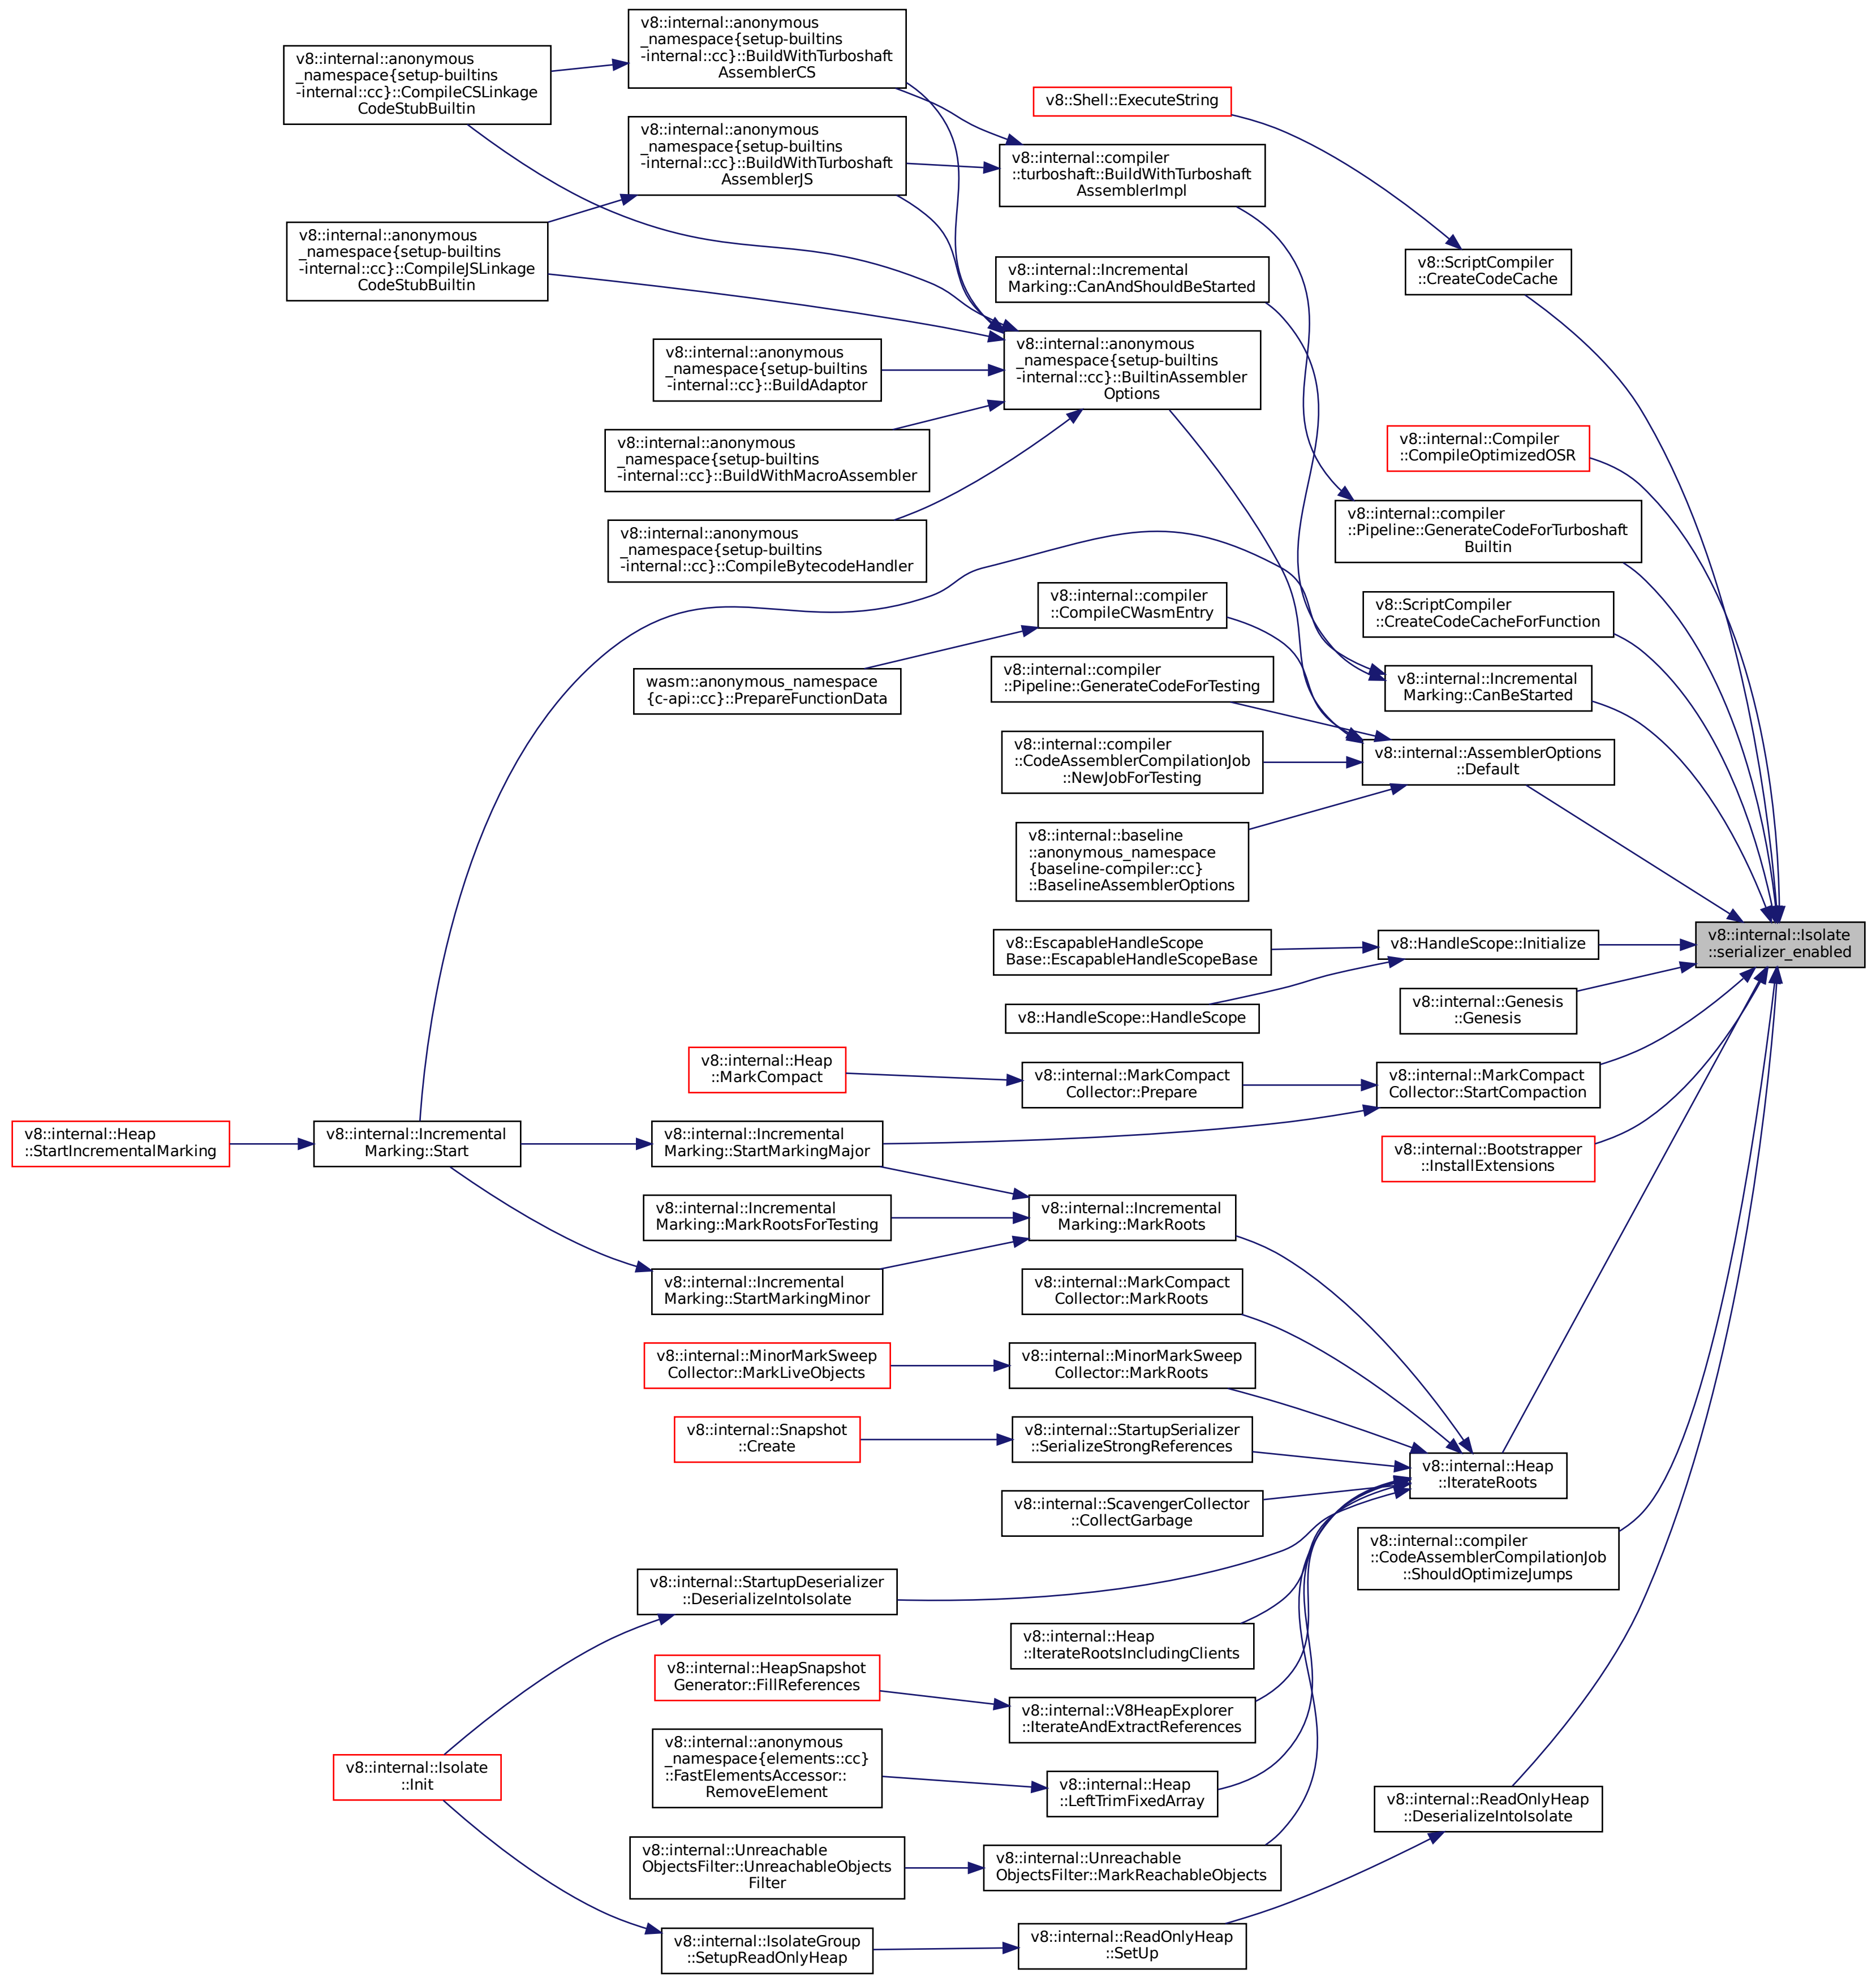 v8::internal::anonymous
_namespace{setup-builtins
-internal::cc}::BuildWithTurboshaft
AssemblerCS
v8::internal::anonymous
_namespace{setup-builtins
-internal::cc}::CompileCSLinkage
CodeStubBuiltin
v8::Shell::ExecuteString
v8::internal::anonymous
_namespace{setup-builtins
-internal::cc}::BuildWithTurboshaft
AssemblerJS
v8::internal::compiler
::turboshaft::BuildWithTurboshaft
AssemblerImpl
v8::internal::anonymous
_namespace{setup-builtins
-internal::cc}::CompileJSLinkage
CodeStubBuiltin
v8::internal::Incremental
Marking::CanAndShouldBeStarted
v8::ScriptCompiler
::CreateCodeCache
v8::internal::anonymous
_namespace{setup-builtins
-internal::cc}::BuildAdaptor
v8::internal::anonymous
_namespace{setup-builtins
-internal::cc}::BuiltinAssembler
Options
v8::internal::anonymous
_namespace{setup-builtins
-internal::cc}::BuildWithMacroAssembler
v8::internal::Compiler
::CompileOptimizedOSR
v8::internal::anonymous
_namespace{setup-builtins
-internal::cc}::CompileBytecodeHandler
v8::internal::compiler
::Pipeline::GenerateCodeForTurboshaft
Builtin
v8::internal::compiler
::CompileCWasmEntry
v8::ScriptCompiler
::CreateCodeCacheForFunction
wasm::anonymous_namespace
{c-api::cc}::PrepareFunctionData
v8::internal::compiler
::Pipeline::GenerateCodeForTesting
v8::internal::Incremental
Marking::CanBeStarted
v8::internal::compiler
::CodeAssemblerCompilationJob
::NewJobForTesting
v8::internal::AssemblerOptions
::Default
v8::internal::baseline
::anonymous_namespace
{baseline-compiler::cc}
::BaselineAssemblerOptions
v8::EscapableHandleScope
Base::EscapableHandleScopeBase
v8::HandleScope::Initialize
v8::internal::Isolate
::serializer_enabled
v8::HandleScope::HandleScope
v8::internal::Genesis
::Genesis
v8::internal::Heap
::MarkCompact
v8::internal::MarkCompact
Collector::Prepare
v8::internal::MarkCompact
Collector::StartCompaction
v8::internal::Heap
::StartIncrementalMarking
v8::internal::Incremental
Marking::Start
v8::internal::Incremental
Marking::StartMarkingMajor
v8::internal::Bootstrapper
::InstallExtensions
v8::internal::Incremental
Marking::MarkRootsForTesting
v8::internal::Incremental
Marking::MarkRoots
v8::internal::Incremental
Marking::StartMarkingMinor
v8::internal::MarkCompact
Collector::MarkRoots
v8::internal::MinorMarkSweep
Collector::MarkLiveObjects
v8::internal::MinorMarkSweep
Collector::MarkRoots
v8::internal::Snapshot
::Create
v8::internal::StartupSerializer
::SerializeStrongReferences
v8::internal::Heap
::IterateRoots
v8::internal::ScavengerCollector
::CollectGarbage
v8::internal::compiler
::CodeAssemblerCompilationJob
::ShouldOptimizeJumps
v8::internal::StartupDeserializer
::DeserializeIntoIsolate
v8::internal::Heap
::IterateRootsIncludingClients
v8::internal::HeapSnapshot
Generator::FillReferences
v8::internal::V8HeapExplorer
::IterateAndExtractReferences
v8::internal::Isolate
::Init
v8::internal::anonymous
_namespace{elements::cc}
::FastElementsAccessor::
RemoveElement
v8::internal::Heap
::LeftTrimFixedArray
v8::internal::ReadOnlyHeap
::DeserializeIntoIsolate
v8::internal::Unreachable
ObjectsFilter::UnreachableObjects
Filter
v8::internal::Unreachable
ObjectsFilter::MarkReachableObjects
v8::internal::IsolateGroup
::SetupReadOnlyHeap
v8::internal::ReadOnlyHeap
::SetUp